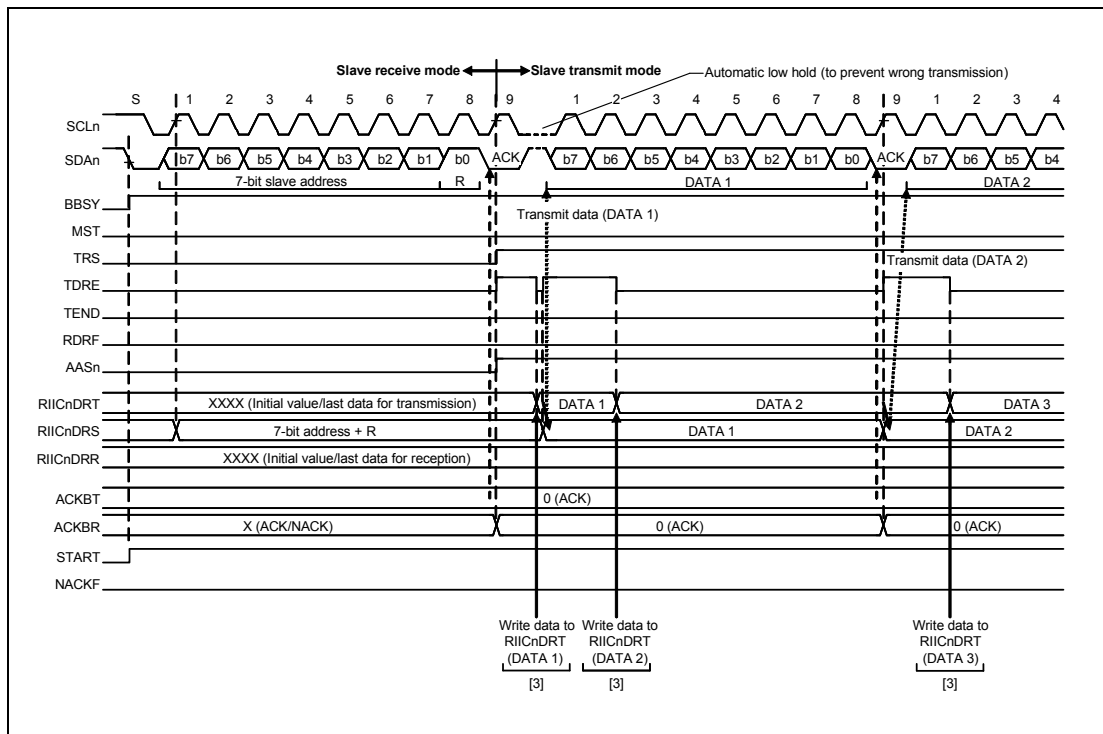 Slave receive mode Slave transmit mode Automatic low hold (to prevent wrong transmission)
S 1 2 3 4 5 6 7 8 9 1 2 3 4 5 6 7 8 9 1 2 3 4
SCLn
SDAn b7 b6 b5 b4 b3 b2 b1 b0 ACK b7 b6 b5 b4 b3 b2 b1 b0 ACK b7 b6 b5 b4
7-bit slave address R DATA 1 DATA 2
BBSY
Transmit data (DATA 1)
MST
TRS
Transmit data (DATA 2)
TDRE
TEND
RDRF
AASn
RIICnDRT XXXX (Initial value/last data for transmission) DATA 1 DATA 2 DATA 3
RIICnDRS 7-bit address + R DATA 1 DATA 2
RIICnDRR XXXX (Initial value/last data for reception)
ACKBT 0 (ACK)
ACKBR X (ACK/NACK) 0 (ACK) 0 (ACK)
START
NACKF
Write data to Write data to Write data to
RIICnDRT RIICnDRT RIICnDRT
(DATA 1) (DATA 2) (DATA 3)
[3] [3] [3]